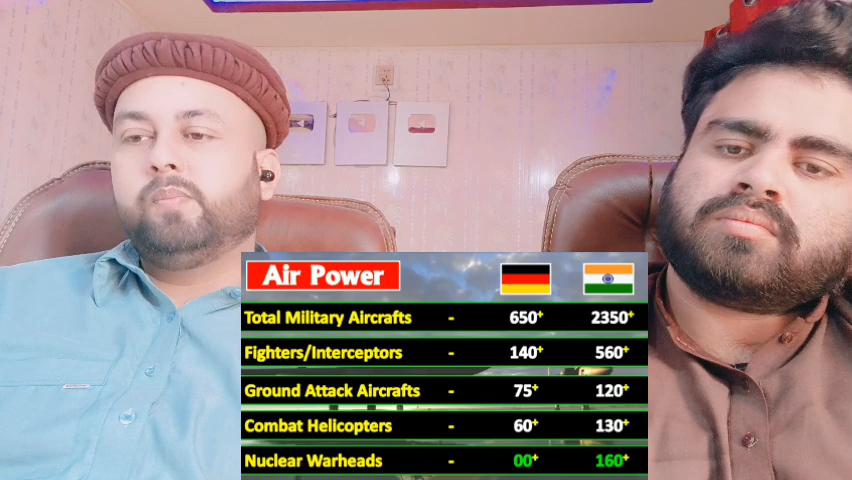 Air Power
Total Military Aircrafts - 650+ 2350+
Fighters/Interceptors - 140+ 560+
Ground Attack Aircrafts - 75+ 120+
Combat Helicopters - 60+ 130+
Nuclear Warheads - 00+ 160+